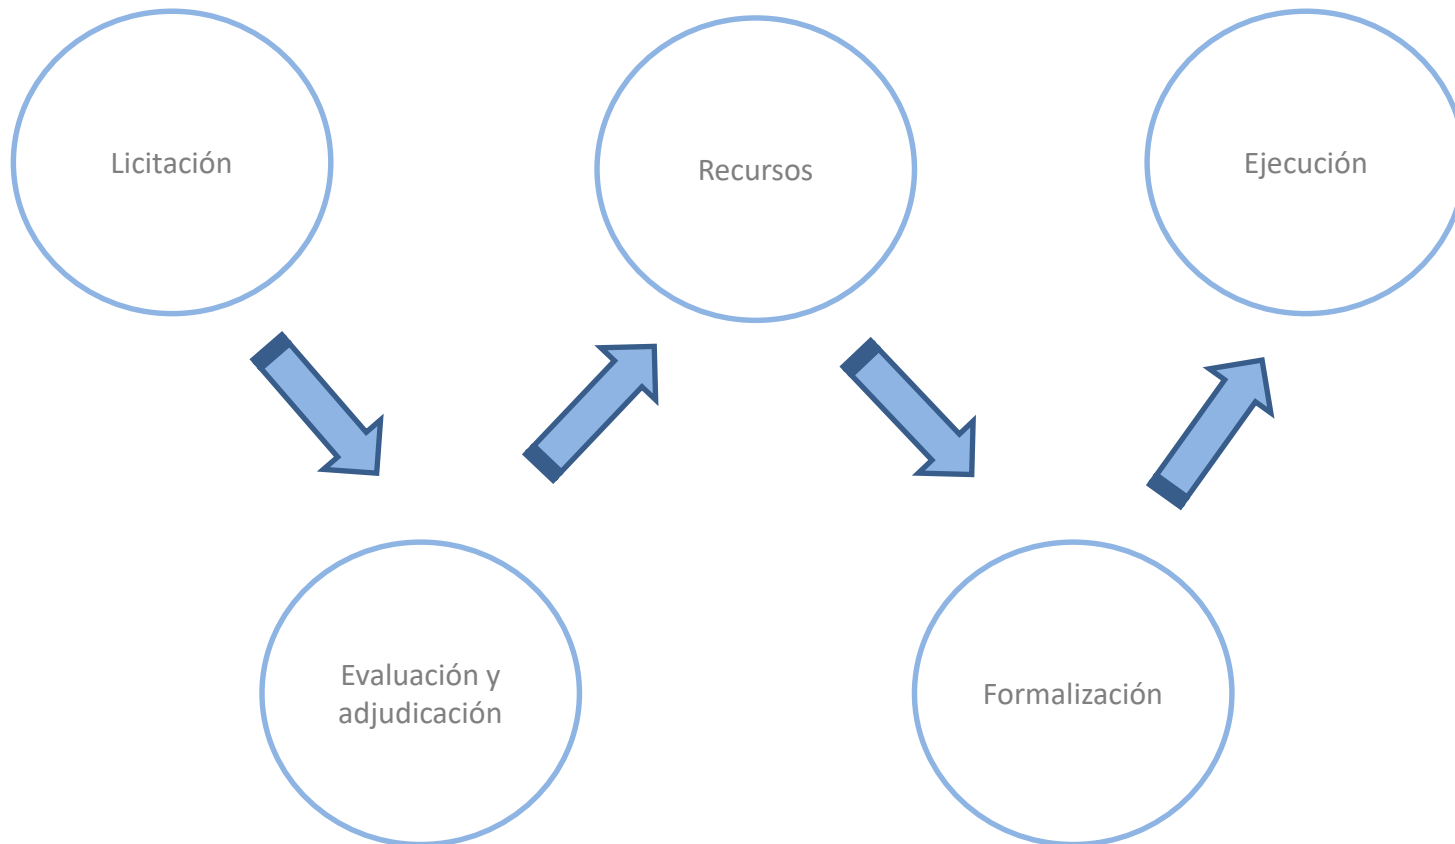 Licitación
Recursos
Ejecución
Evaluación y
adjudicación
Formalización